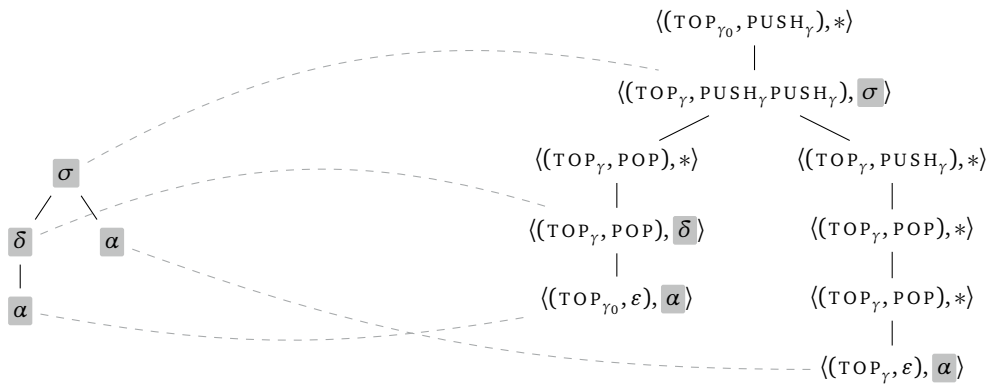 ⟨(TOP_γ₀, PUSH_γ), ∗⟩
⟨(TOP_γ, PUSH_γPUSH_γ), σ⟩
σ
⟨(TOP_γ, POP), ∗⟩ ⟨(TOP_γ, PUSH_γ), ∗⟩
δ α ⟨(TOP_γ, POP), δ⟩ ⟨(TOP_γ, POP), ∗⟩
α ⟨(TOP_γ₀, ε), α⟩ ⟨(TOP_γ, POP), ∗⟩
⟨(TOP_γ, ε), α⟩